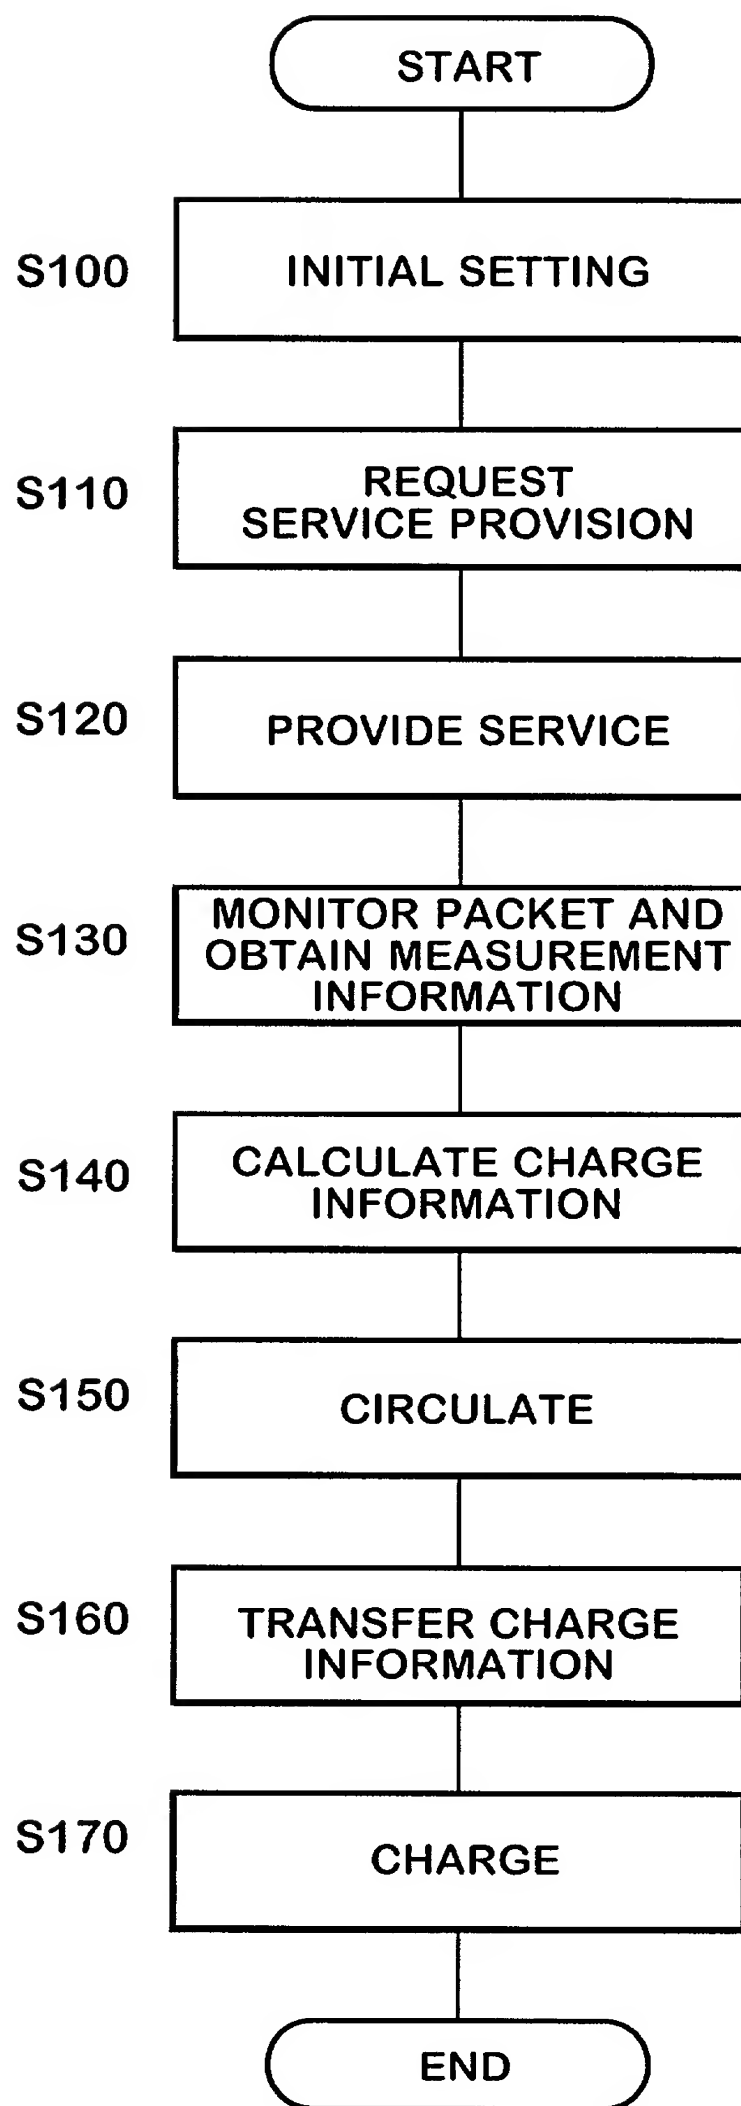 START
S100
INITIAL SETTING
S110
REQUEST
SERVICE PROVISION
S120
PROVIDE SERVICE
S130
MONITOR PACKET AND
OBTAIN MEASUREMENT
INFORMATION
S140
CALCULATE CHARGE
INFORMATION
S150
CIRCULATE
S160
TRANSFER CHARGE
INFORMATION
S170
CHARGE
END